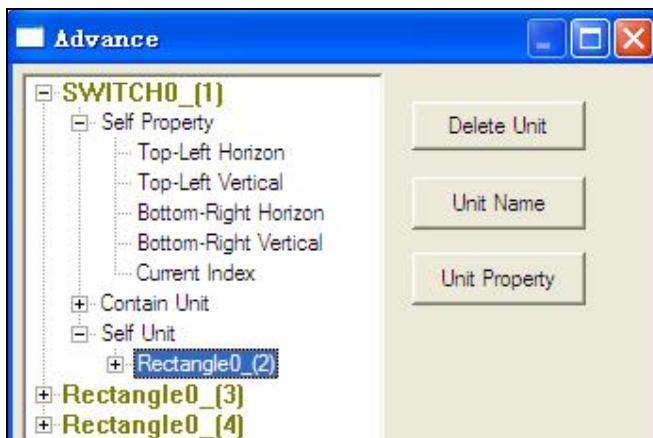 Advance
SWITCH0_(1)
Self Property
Top-Left Horizon
Top-Left Vertical
Bottom-Right Horizon
Bottom-Right Vertical
Current Index
Contain Unit
Self Unit
Rectangle0_(2)
Rectangle0_(3)
Rectangle0_(4)
Delete Unit
Unit Name
Unit Property